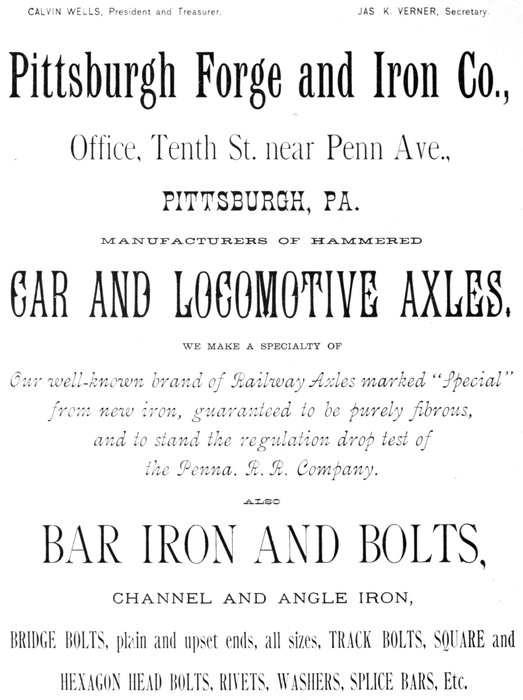 CALVIN WELLS, President and Treasurer. JAS K. VERNER, Secretary.
Pittsburgh Forge and Iron Co.,
Office, Tenth St. near Penn Ave.,
PITTSBURGH, PA.
MANUFACTURERS OF HAMMERED
CAR AND LOCOMOTIVE AXLES.
WE MAKE A SPECIALTY OF
Our well-known brand of Railway Axles marked "Special"
from new iron, guaranteed to be purely fibrous,
and to stand the regulation drop test of
the Penna. R. R. Company.
ALSO
BAR IRON AND BOLTS,
CHANNEL AND ANGLE IRON,
BRIDGE BOLTS, plain and upset ends, all sizes, TRACK BOLTS, SQUARE and
HEXAGON HEAD BOLTS, RIVETS, WASHERS, SPLICE BARS, Etc.